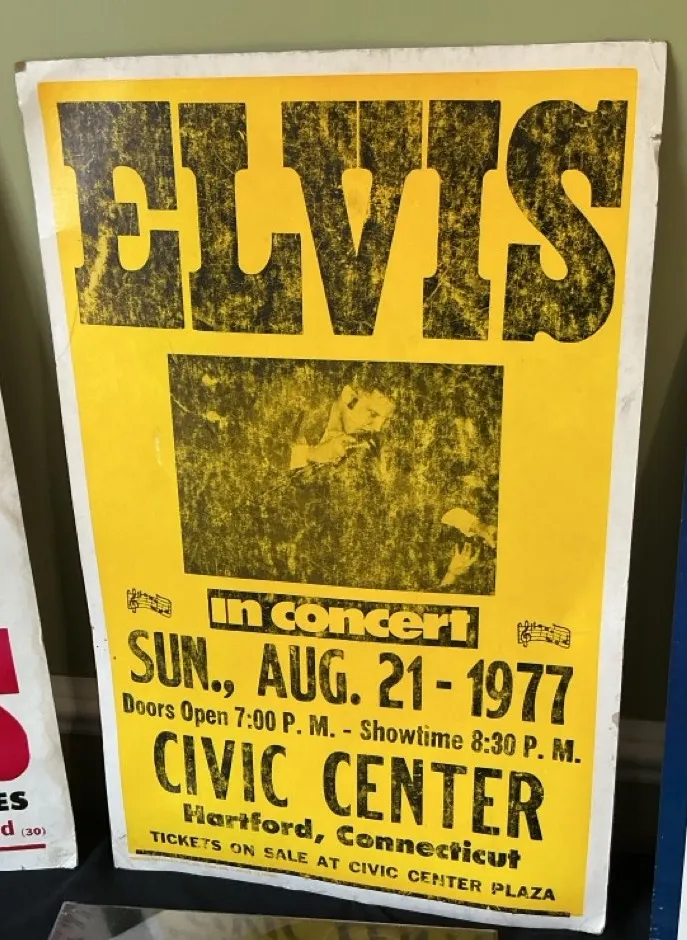 ELVIS
in concert
SUN., AUG. 21 - 1977
Doors Open 7:00 P. M. - Showtime 8:30 P. M.
CIVIC CENTER
Hartford, Connecticut
TICKETS ON SALE AT CIVIC CENTER PLAZA
S
ES
d (30)